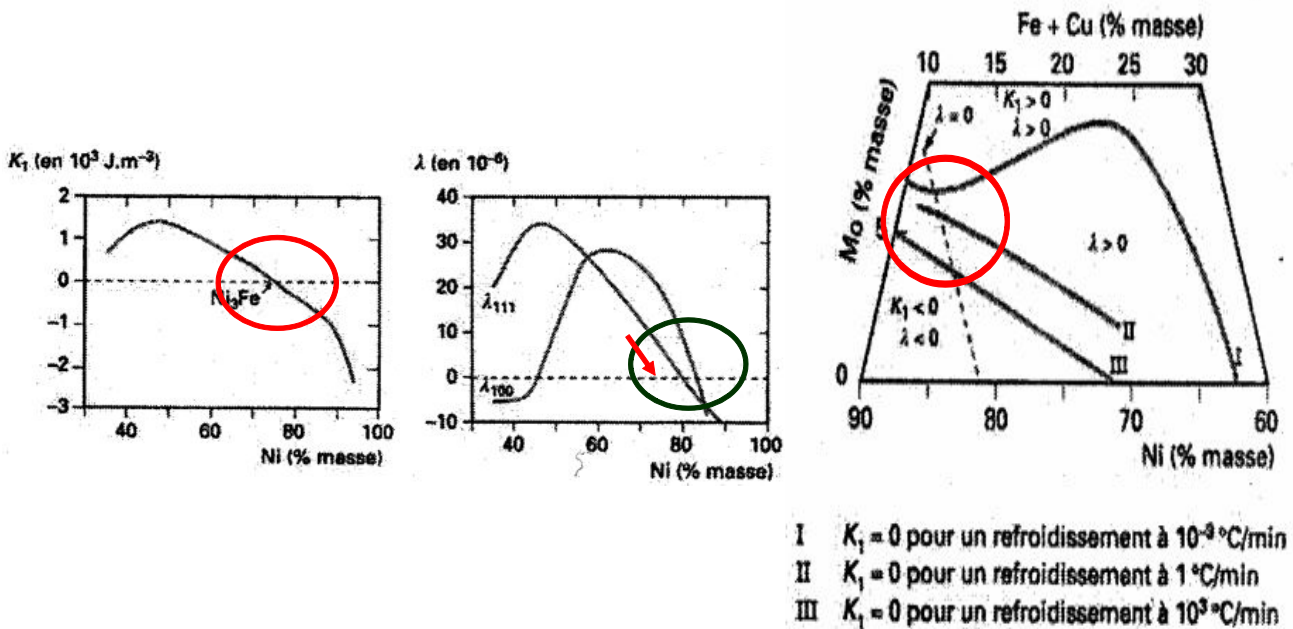 K₁ (en 10³ J.m⁻³)
2
1
0
−1
−2
−3
Ni₃Fe
40
60
80
100
Ni (% masse)
λ (en 10⁻⁶)
40
30
20
10
0
−10
λ₁₁₁
λ₁₀₀
40
60
80
100
Ni (% masse)
Fe + Cu (% masse)
10
15
20
25
30
Mo (% masse)
λ = 0
K₁ > 0
λ > 0
λ > 0
K₁ < 0
λ < 0
I
II
III
0
90
80
70
60
Ni (% masse)
I K₁ = 0 pour un refroidissement à 10⁻³ °C/min
II K₁ = 0 pour un refroidissement à 1 °C/min
III K₁ = 0 pour un refroidissement à 10³ °C/min